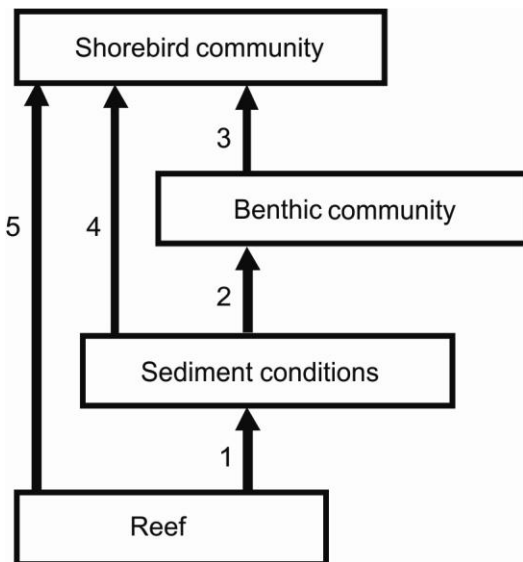 Shorebird community
3
Benthic community
5
4
2
Sediment conditions
1
Reef